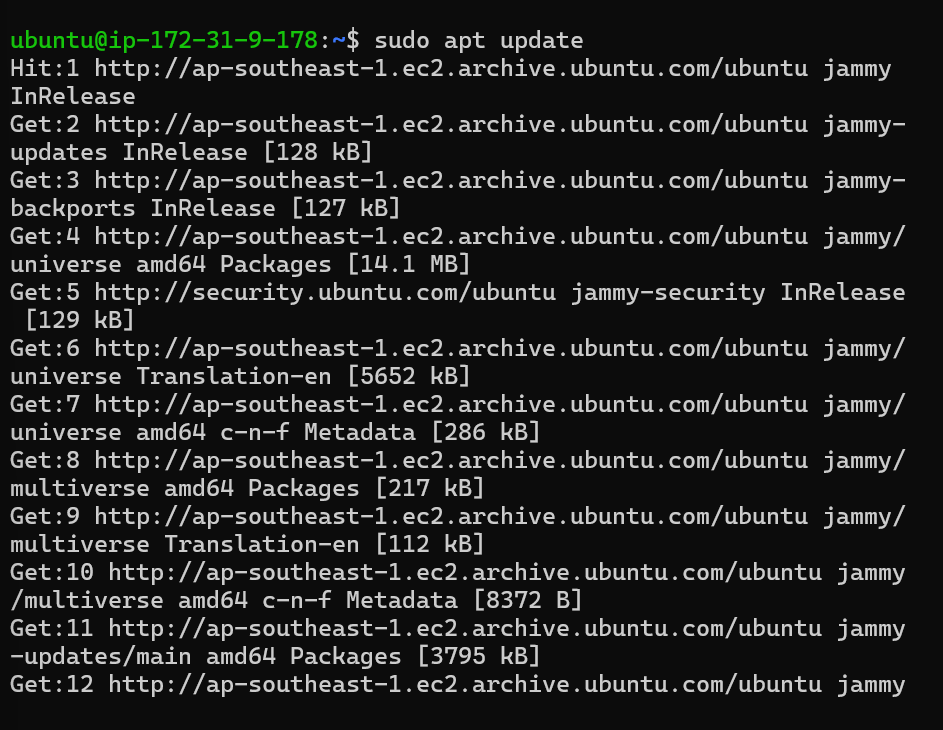 ubuntu@ip-172-31-9-178:~$ sudo apt update
Hit:1 http://ap-southeast-1.ec2.archive.ubuntu.com/ubuntu jammy
InRelease
Get:2 http://ap-southeast-1.ec2.archive.ubuntu.com/ubuntu jammy-
updates InRelease [128 kB]
Get:3 http://ap-southeast-1.ec2.archive.ubuntu.com/ubuntu jammy-
backports InRelease [127 kB]
Get:4 http://ap-southeast-1.ec2.archive.ubuntu.com/ubuntu jammy/
universe amd64 Packages [14.1 MB]
Get:5 http://security.ubuntu.com/ubuntu jammy-security InRelease
 [129 kB]
Get:6 http://ap-southeast-1.ec2.archive.ubuntu.com/ubuntu jammy/
universe Translation-en [5652 kB]
Get:7 http://ap-southeast-1.ec2.archive.ubuntu.com/ubuntu jammy/
universe amd64 c-n-f Metadata [286 kB]
Get:8 http://ap-southeast-1.ec2.archive.ubuntu.com/ubuntu jammy/
multiverse amd64 Packages [217 kB]
Get:9 http://ap-southeast-1.ec2.archive.ubuntu.com/ubuntu jammy/
multiverse Translation-en [112 kB]
Get:10 http://ap-southeast-1.ec2.archive.ubuntu.com/ubuntu jammy
/multiverse amd64 c-n-f Metadata [8372 B]
Get:11 http://ap-southeast-1.ec2.archive.ubuntu.com/ubuntu jammy
-updates/main amd64 Packages [3795 kB]
Get:12 http://ap-southeast-1.ec2.archive.ubuntu.com/ubuntu jammy